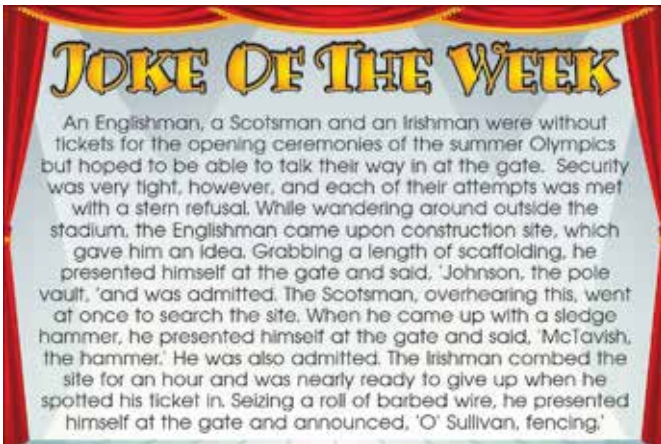 JOKE OF THE WEEK
An Englishman, a Scotsman and an Irishman were without
tickets for the opening ceremonies of the summer Olympics
but hoped to be able to talk their way in at the gate. Security
was very tight, however, and each of their attempts was met
with a stern refusal. While wandering around outside the
stadium, the Englishman came upon construction site, which
gave him an idea. Grabbing a length of scaffolding, he
presented himself at the gate and said, 'Johnson, the pole
vault, 'and was admitted. The Scotsman, overhearing this, went
at once to search the site. When he came up with a sledge
hammer, he presented himself at the gate and said, 'McTavish,
the hammer.' He was also admitted. The Irishman combed the
site for an hour and was nearly ready to give up when he
spotted his ticket in. Seizing a roll of barbed wire, he presented
himself at the gate and announced, 'O' Sullivan, fencing.'